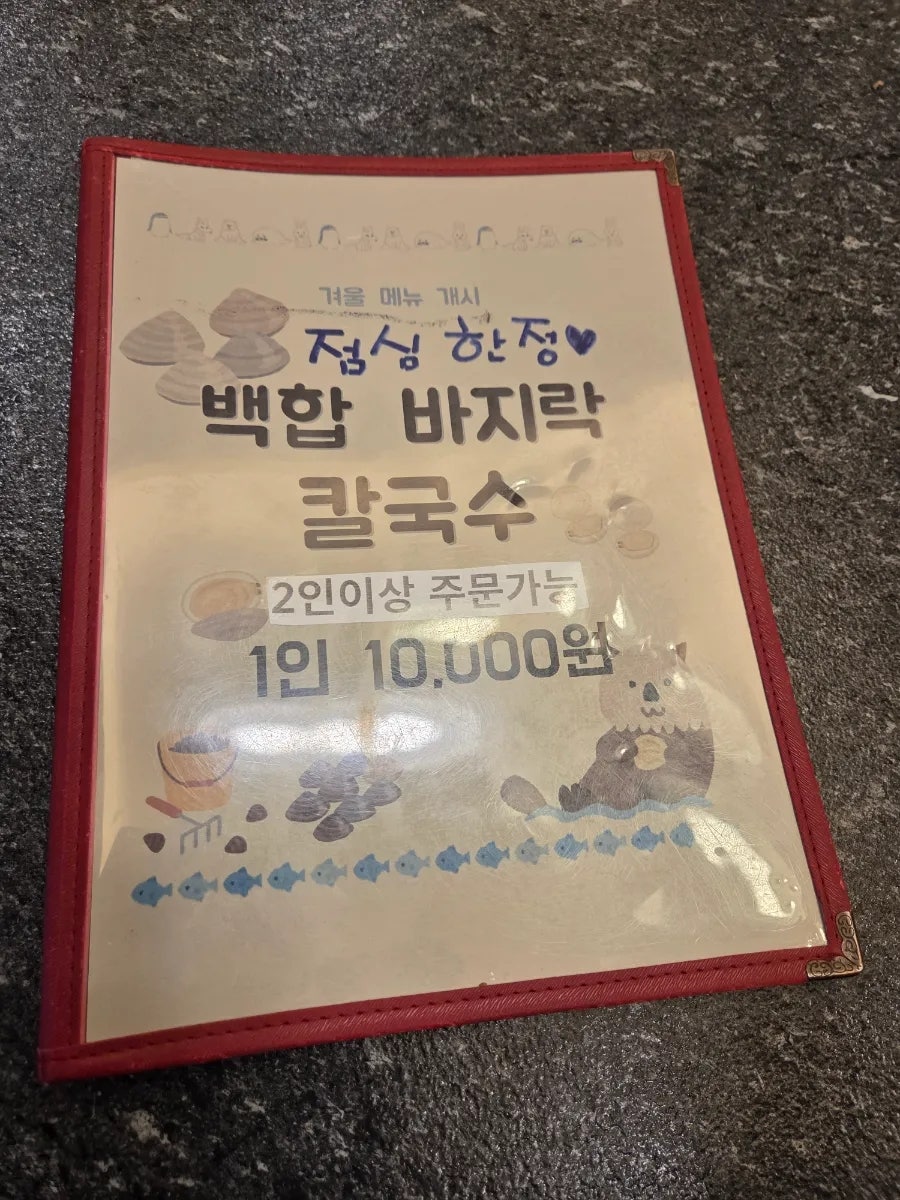 겨울 메뉴 개시
점심 한정♥
백합 바지락
칼국수
2인이상 주문가능
1인 10,000원